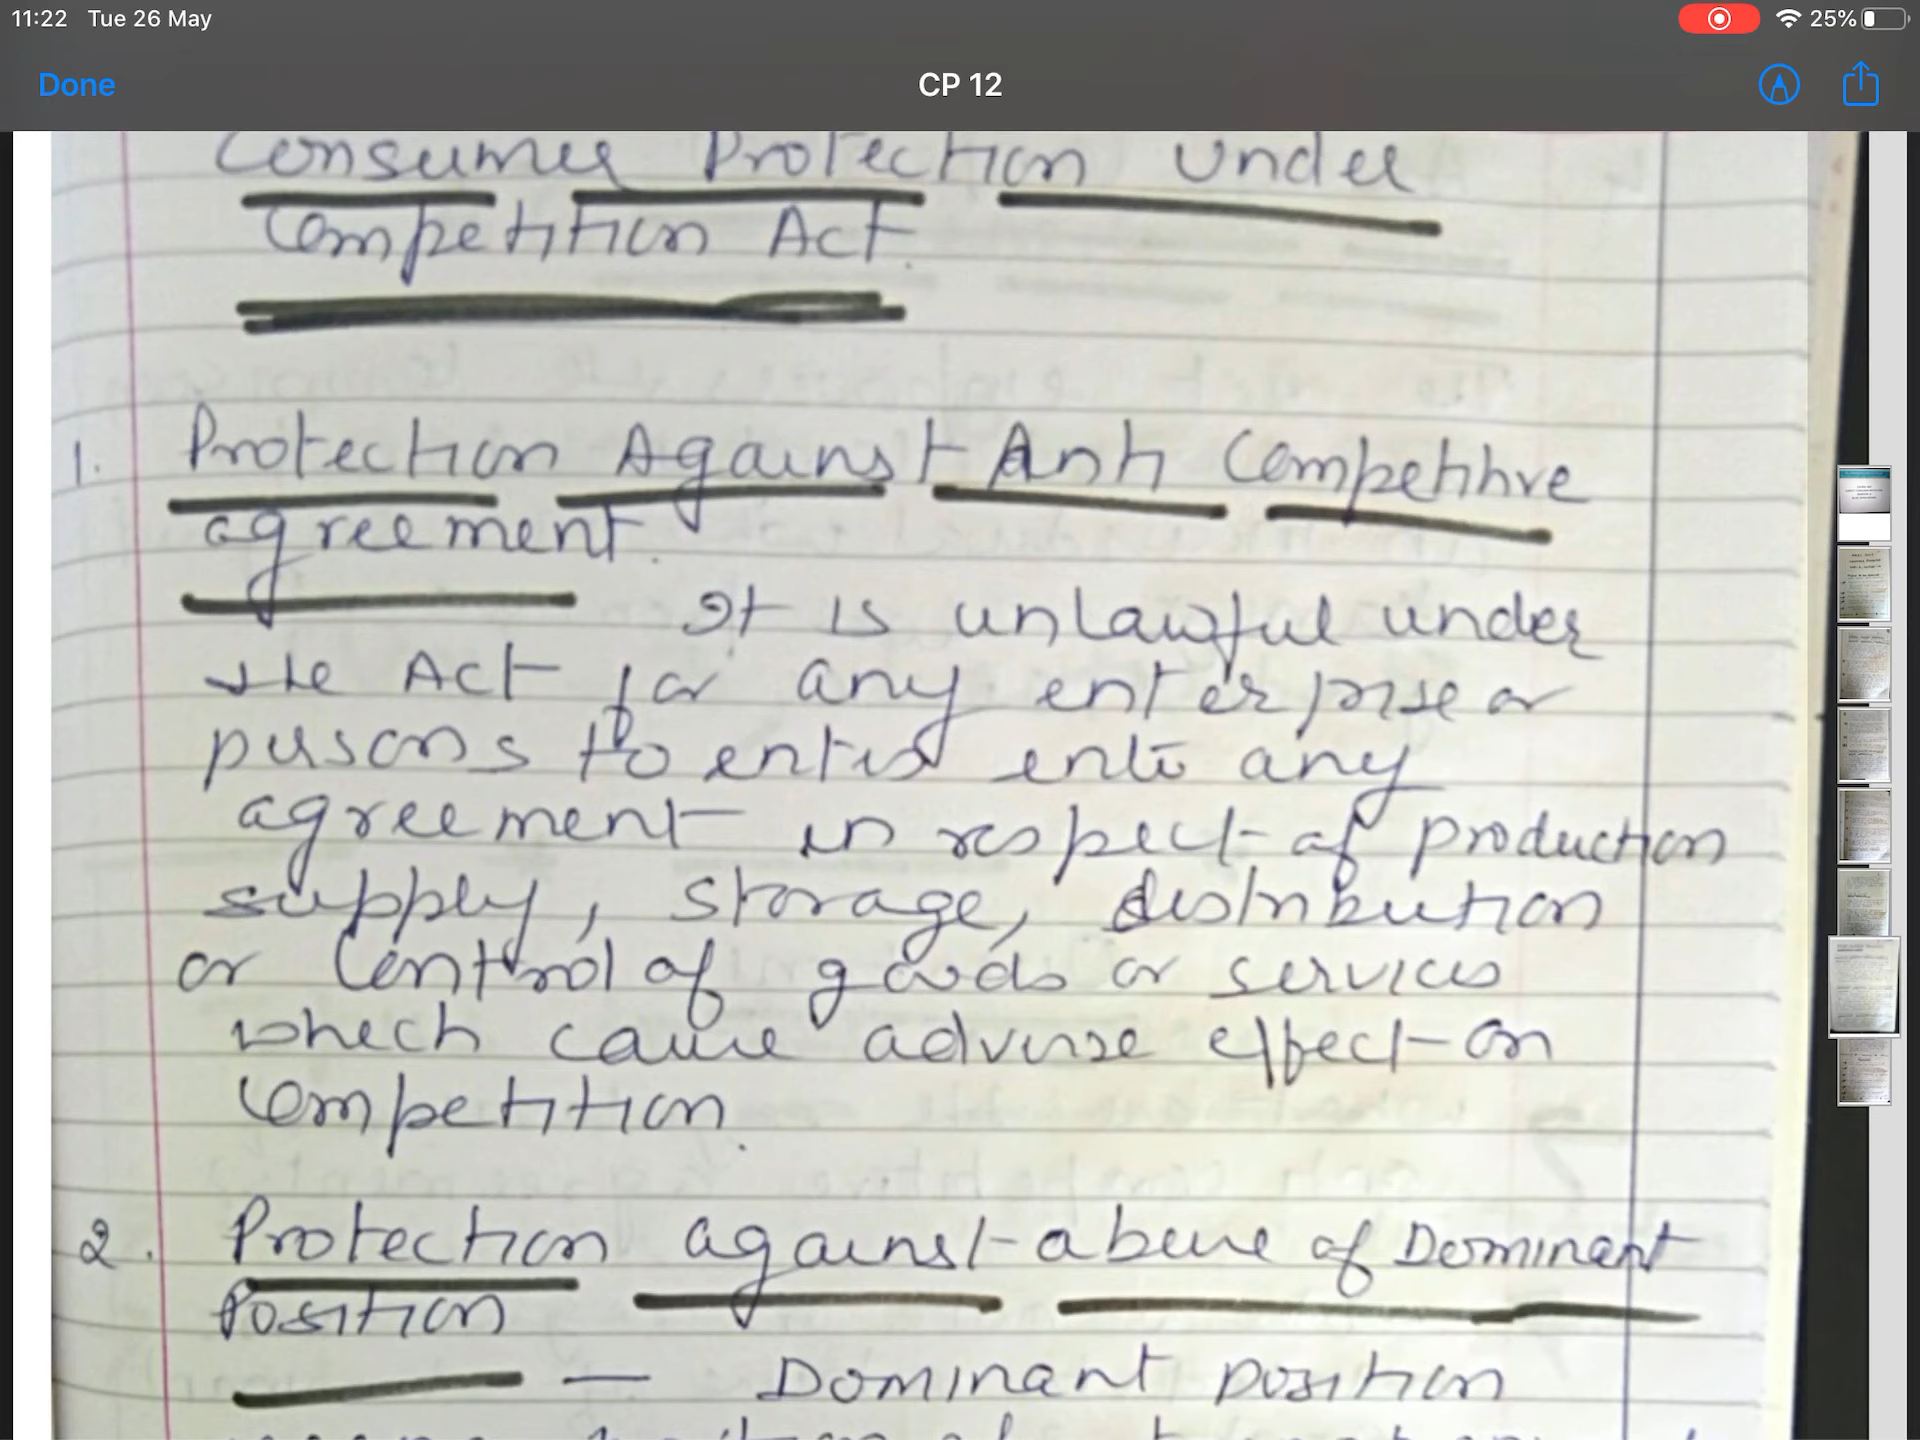 11:22 Tue 26 May
25%
Done
CP 12
Consumer Protection under
Competition Act.
1. Protection Against Anti Competitive
agreement.
It is unlawful under
the Act for any enterprise or
persons to enter into any
agreement in respect of production
supply, storage, distribution
or Control of goods or services
which cause adverse effect on
Competition.
2. Protection against abuse of Dominant
Position
— Dominant position